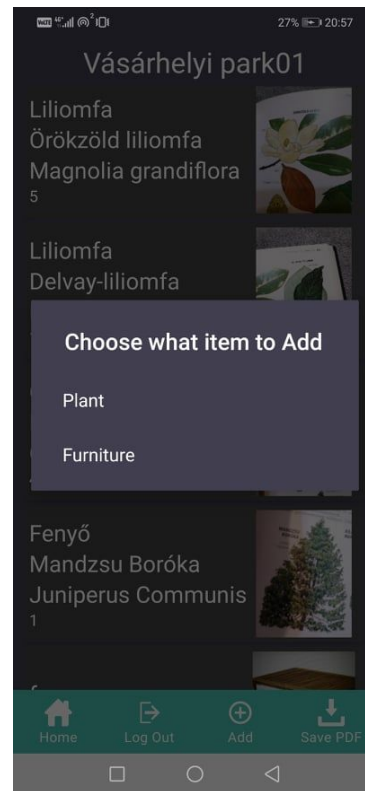 27% 20:57
Vásárhelyi park01
Liliomfa
Örökzöld liliomfa
Magnolia grandiflora
5
Liliomfa
Delvay-liliomfa
Choose what item to Add
Plant
Furniture
Fenyő
Mandzsu Boróka
Juniperus Communis
1
Home Log Out Add Save PDF